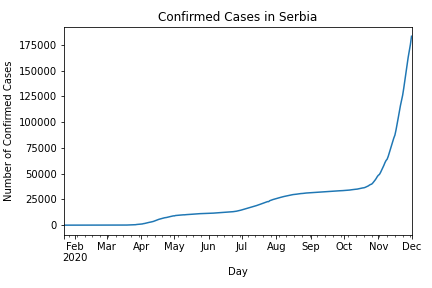 Confirmed Cases in Serbia
Number of Confirmed Cases
175000
150000
125000
100000
75000
50000
25000
0
Feb Mar Apr May Jun Jul Aug Sep Oct Nov Dec
2020
Day